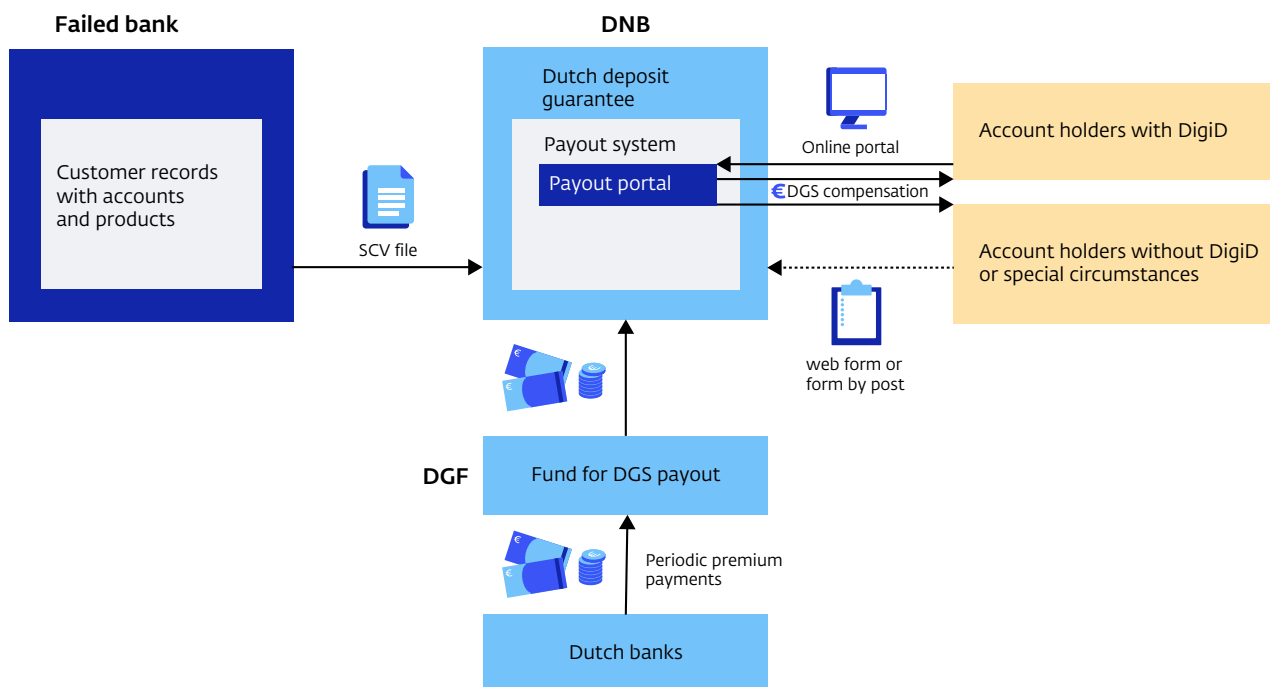 Failed bank
DNB
Customer records
with accounts
and products
SCV file
Dutch deposit
guarantee
Payout system
Payout portal
Online portal
€DGS compensation
Account holders with DigiD
Account holders without DigiD
or special circumstances
web form or
form by post
€
€
DGF
Fund for DGS payout
€
€
Periodic premium
payments
Dutch banks